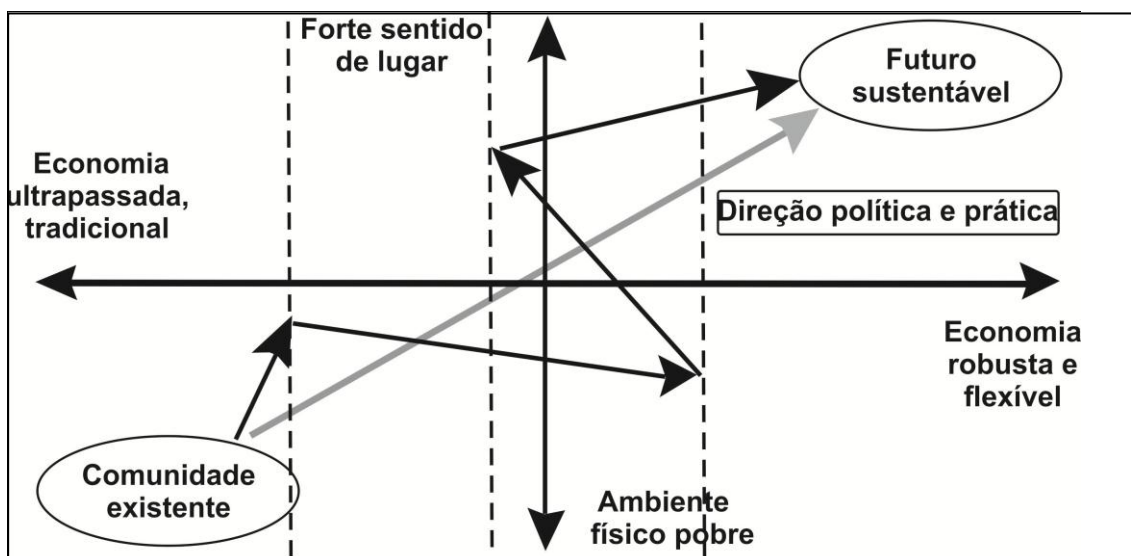 Forte sentido
de lugar
Futuro
sustentável
Economia
ultrapassada,
tradicional
Direção política e prática
Economia
robusta e
flexível
Comunidade
existente
Ambiente
físico pobre